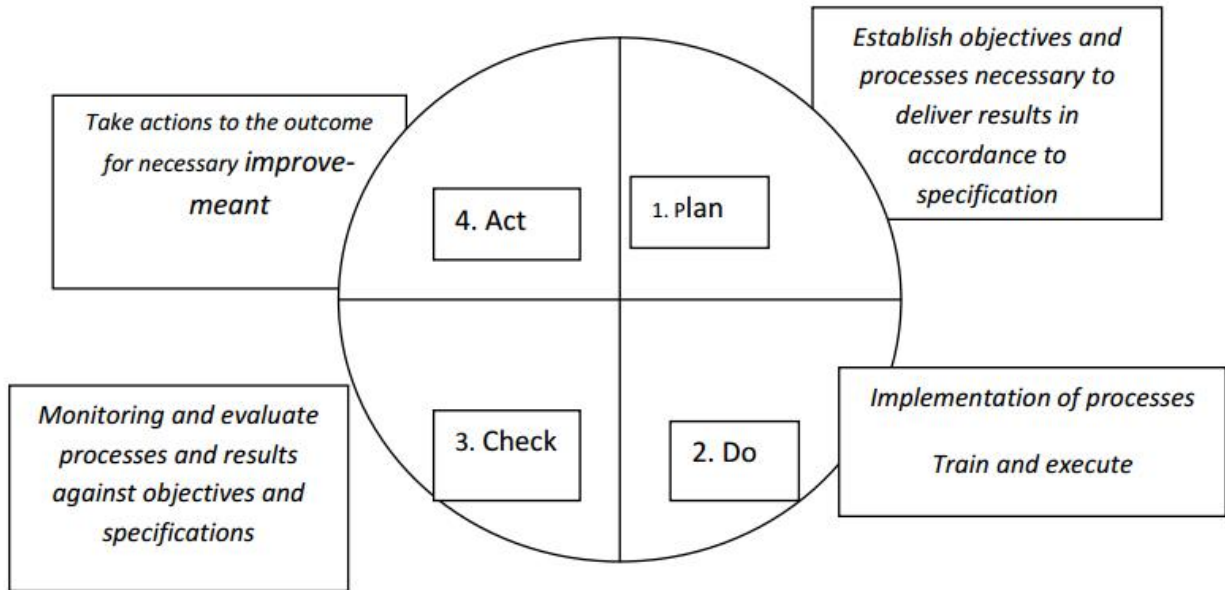 Establish objectives and
processes necessary to
deliver results in
accordance to
specification
Take actions to the outcome
for necessary improve-
meant
4. Act
1. Plan
Monitoring and evaluate
processes and results
against objectives and
specifications
3. Check
2. Do
Implementation of processes
Train and execute